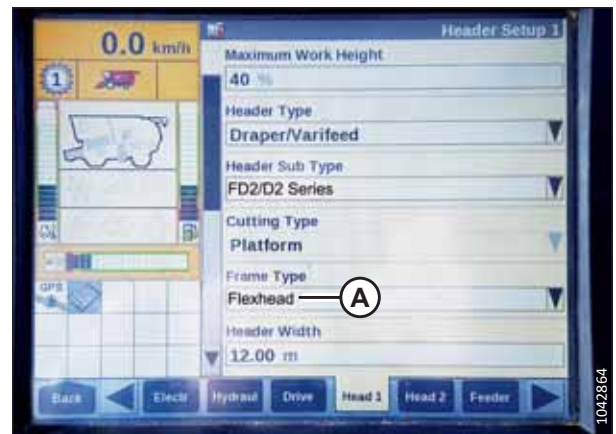 0.0 km/h
Header Setup 1
Maximum Work Height
40 %
1
Header Type
Draper/Varifeed
Header Sub Type
FD2/D2 Series
Cutting Type
Platform
Frame Type
Flexhead
A
GPS
Header Width
12.00 m
Back
Electr
Hydraul
Drive
Head 1
Head 2
Feeder
1042864